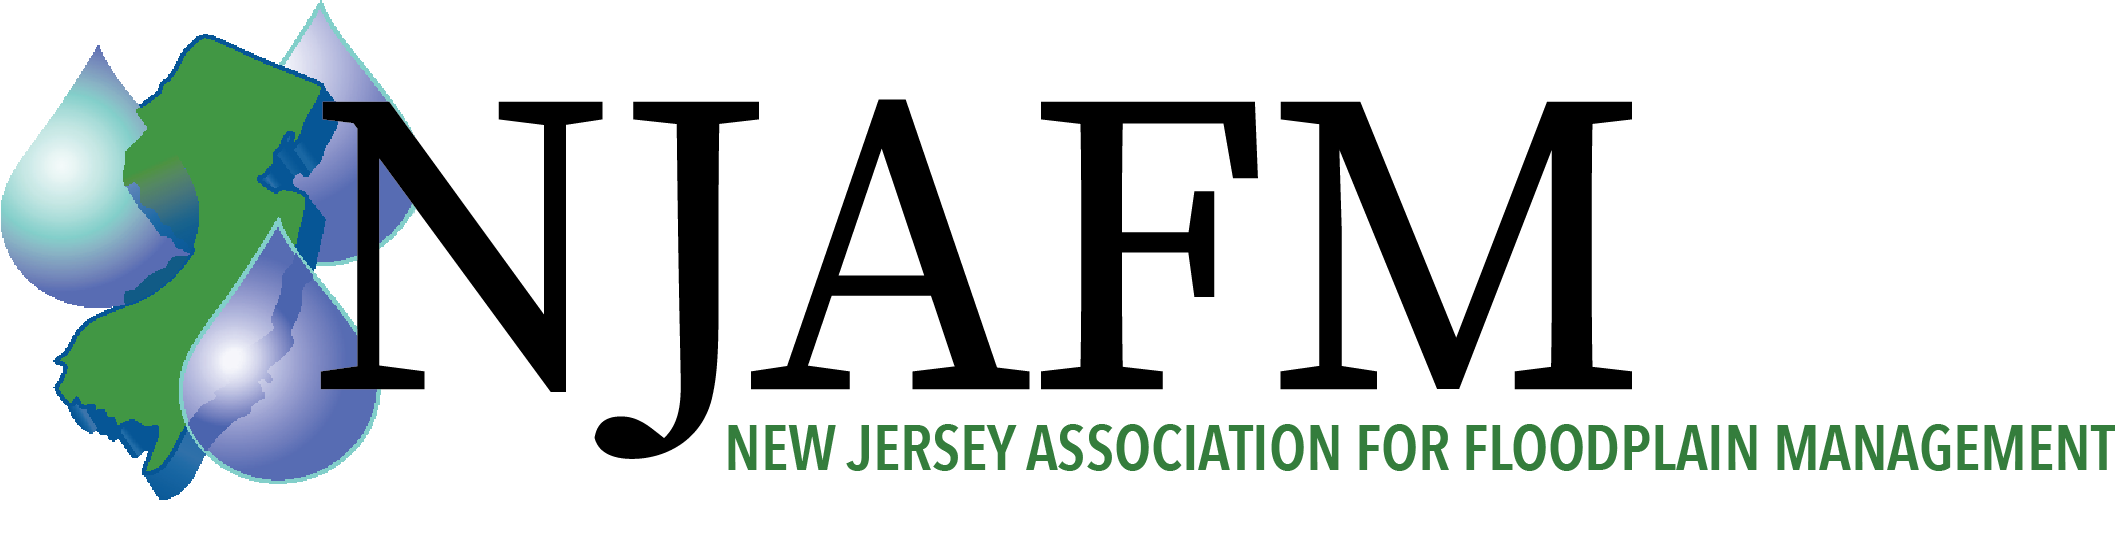 NJAFM
NEW JERSEY ASSOCIATION FOR FLOODPLAIN MANAGEMENT